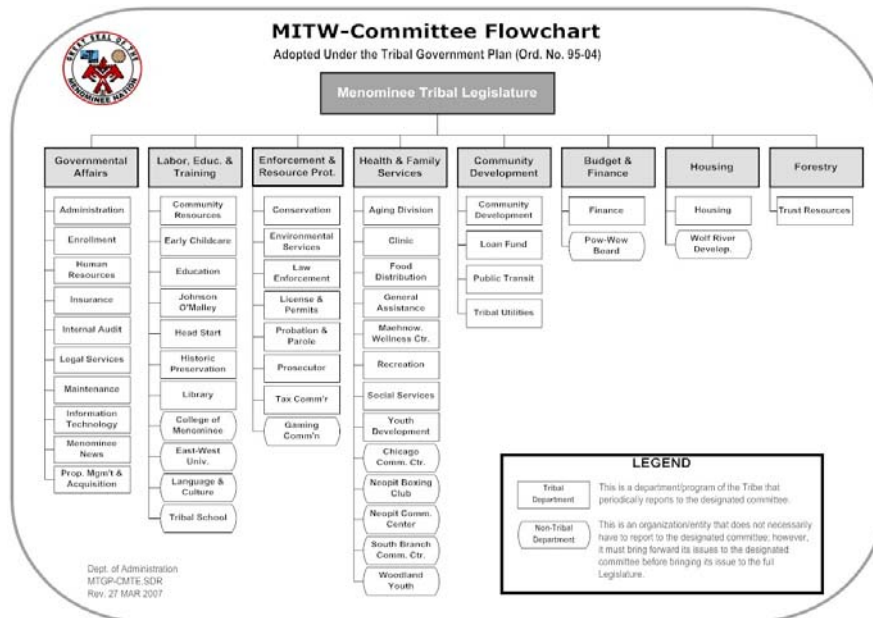 GREAT SEAL OF THE
MENOMINEE NATION
MITW-Committee Flowchart
Adopted Under the Tribal Government Plan (Ord. No. 95-04)
Menominee Tribal Legislature
Governmental
Affairs
Administration
Enrollment
Human
Resources
Insurance
Internal Audit
Legal Services
Maintenance
Information
Technology
Menominee
News
Prop. Mgm't &
Acquisition
Labor, Educ. &
Training
Community
Resources
Early Childcare
Education
Johnson
O'Malley
Head Start
Historic
Preservation
Library
College of
Menominee
East-West
Univ.
Language &
Culture
Tribal School
Enforcement &
Resource Prot.
Conservation
Environmental
Services
Law
Enforcement
License &
Permits
Probation &
Parole
Prosecutor
Tax Comm'r
Gaming
Comm'n
Health & Family
Services
Aging Division
Clinic
Food
Distribution
General
Assistance
Maehnow.
Wellness Ctr.
Recreation
Social Services
Youth
Development
Chicago
Comm. Ctr.
Neopit Boxing
Club
Neopit Comm.
Center
South Branch
Comm. Ctr.
Woodland
Youth
Community
Development
Community
Development
Loan Fund
Public Transit
Tribal Utilities
Budget &
Finance
Finance
Pow-Wow
Board
Housing
Housing
Wolf River
Develop.
Forestry
Trust Resources
LEGEND
Tribal
Department
This is a department/program of the Tribe that
periodically reports to the designated committee.
Non-Tribal
Department
This is an organization/entity that does not necessarily
have to report to the designated committee; however,
it must bring forward its issues to the designated
committee before bringing its issue to the full
Legislature.
Dept. of Administration
MTGP-CMTE.SDR
Rev. 27 MAR 2007